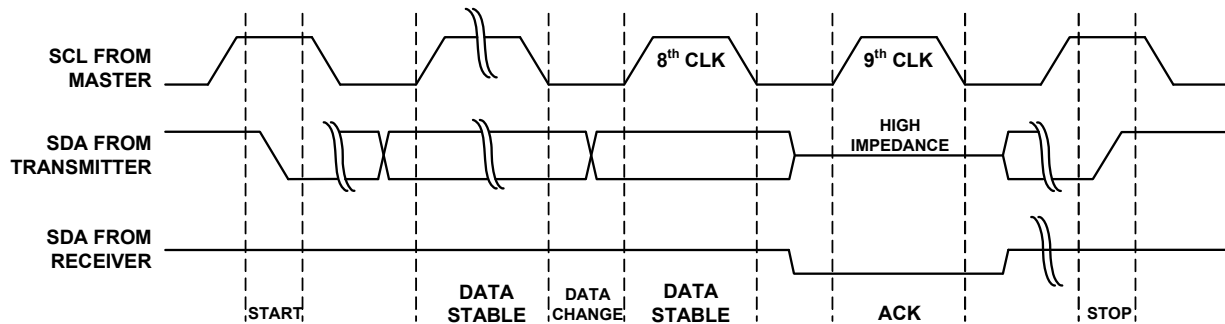 SCL FROM
MASTER
8th CLK
9th CLK
SDA FROM
TRANSMITTER
HIGH
IMPEDANCE
SDA FROM
RECEIVER
START
DATA
STABLE
DATA
CHANGE
DATA
STABLE
ACK
STOP